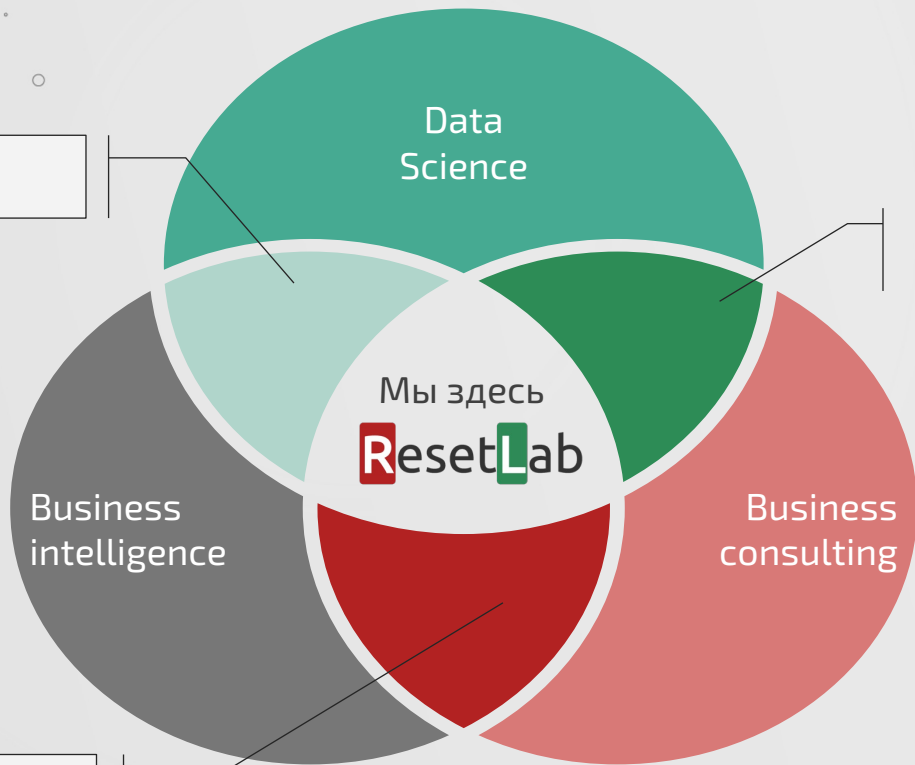 Data
Science
Мы здесь
ResetLab
Business
intelligence
Business
consulting